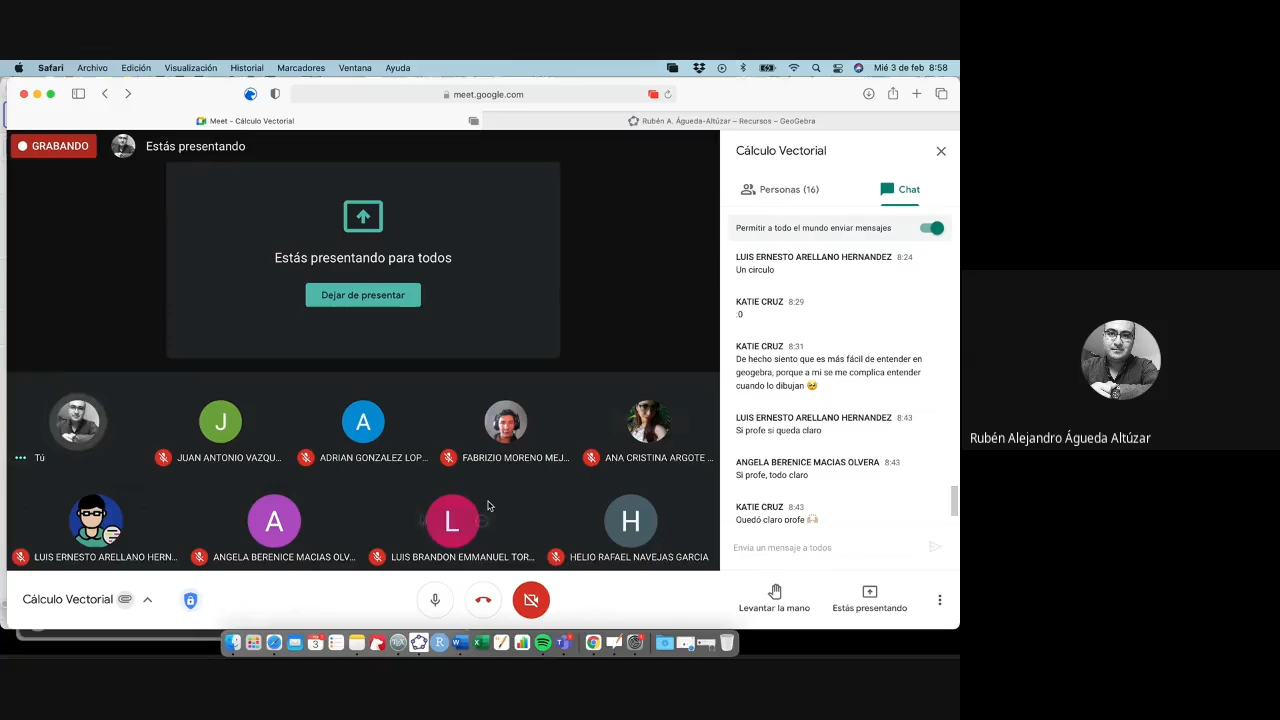 Safari Archivo Edición Visualización Historial Marcadores Ventana Ayuda Mié 3 de feb 8:58
meet.google.com
Meet - Cálculo Vectorial
Rubén A. Águeda-Altúzar – Recursos – GeoGebra
GRABANDO
Estás presentando
Estás presentando para todos
Dejar de presentar
Tú
JUAN ANTONIO VAZQU...
ADRIAN GONZALEZ LOP...
FABRIZIO MORENO MEJ...
ANA CRISTINA ARGOTE ...
LUIS ERNESTO ARELLANO HERN...
ANGELA BERENICE MACIAS OLV...
LUIS BRANDON EMMANUEL TOR...
HELIO RAFAEL NAVEJAS GARCIA
J
A
A
L
H
Cálculo Vectorial
Cálculo Vectorial
Personas (16)
Chat
Permitir a todo el mundo enviar mensajes
LUIS ERNESTO ARELLANO HERNANDEZ 8:24
Un circulo
KATIE CRUZ 8:29
:0
KATIE CRUZ 8:31
De hecho siento que es más fácil de entender en
geogebra, porque a mi se me complica entender
cuando lo dibujan 🥺
LUIS ERNESTO ARELLANO HERNANDEZ 8:43
Si profe si queda claro
ANGELA BERENICE MACIAS OLVERA 8:43
Si profe, todo claro
KATIE CRUZ 8:43
Quedó claro profe 🙌🏻
Envía un mensaje a todos
Levantar la mano
Estás presentando
Rubén Alejandro Águeda Altúzar